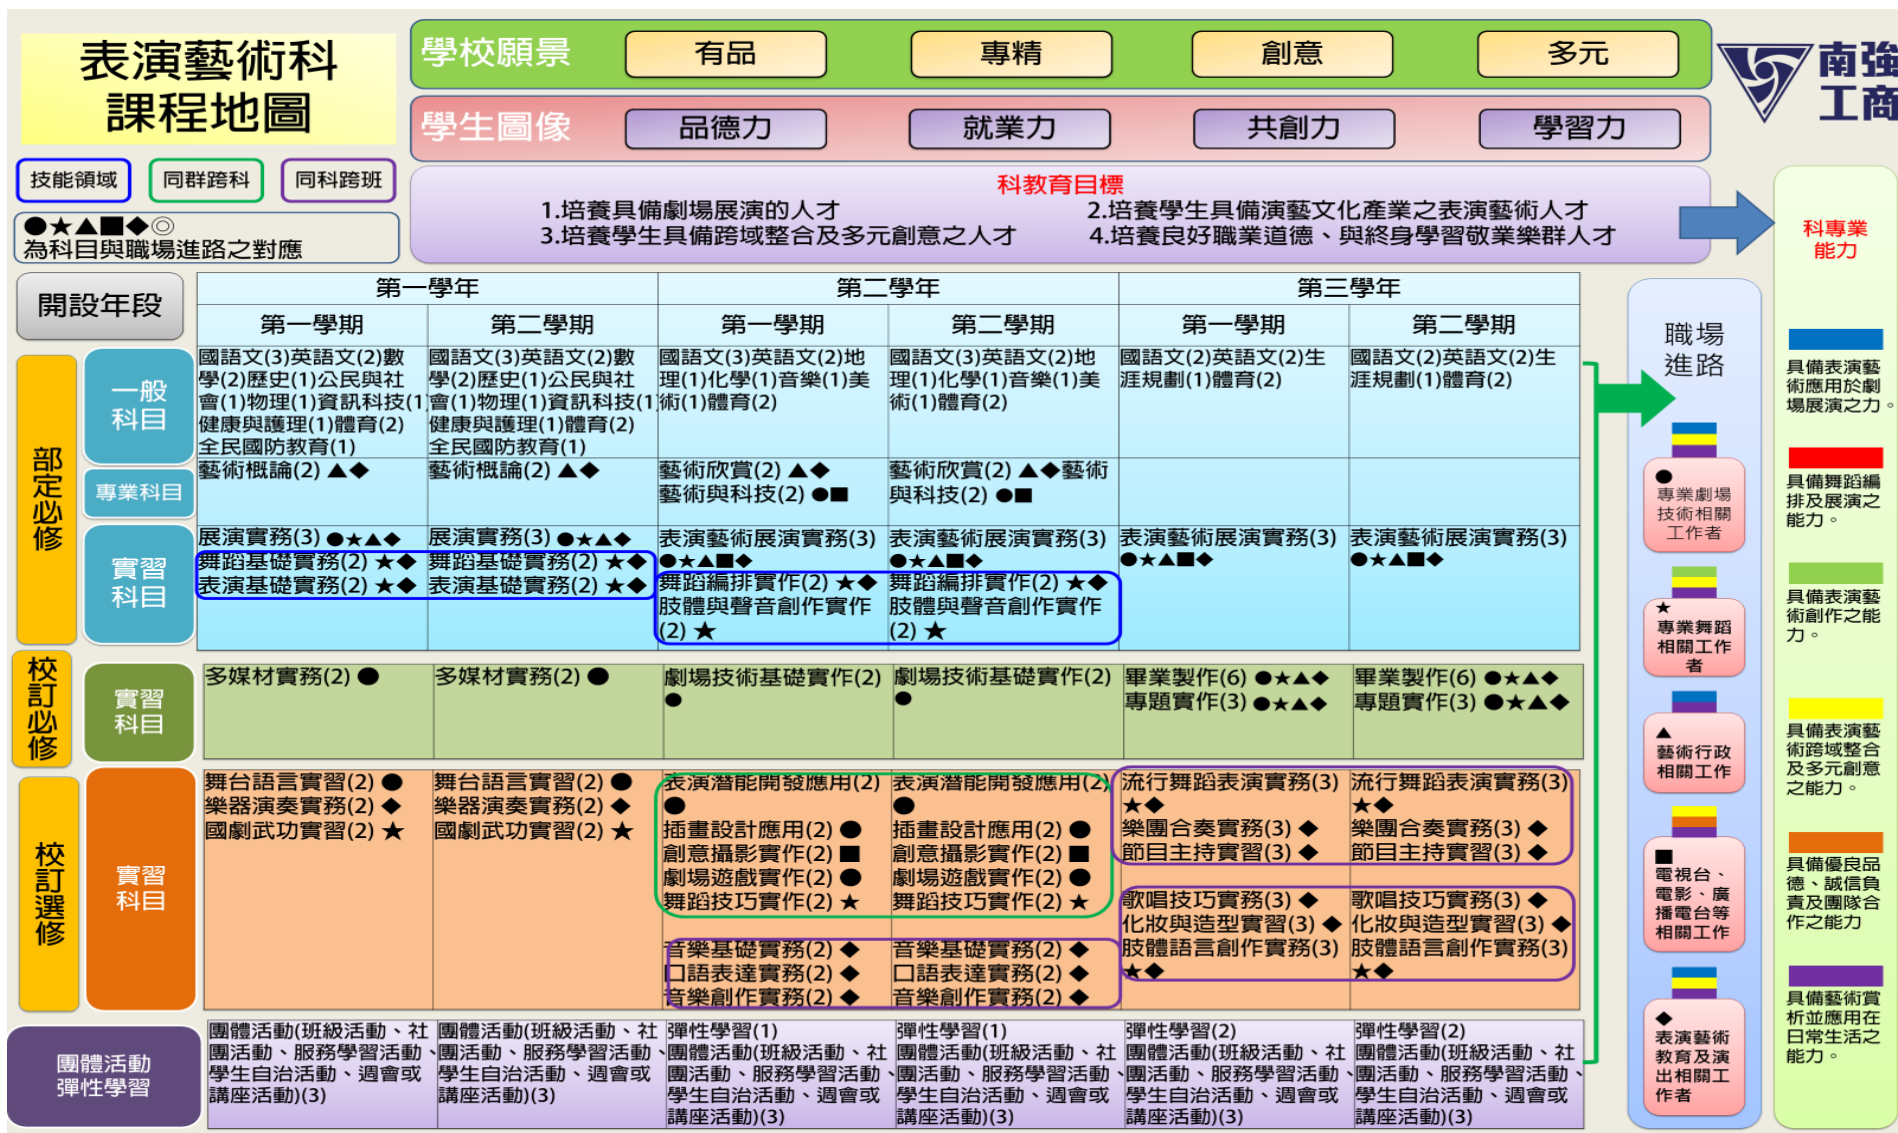 表演藝術科
課程地圖
學校願景
有品
專精
創意
多元
南強
工商
學生圖像
品德力
就業力
共創力
學習力
技能領域
同群跨科
同科跨班
●★▲■◆◎
為科目與職場進路之對應
科教育目標
1.培養具備劇場展演的人才
2.培養學生具備演藝文化產業之表演藝術人才
3.培養學生具備跨域整合及多元創意之人才
4.培養良好職業道德、與終身學習敬業樂群人才
開設年段
第一學年
第二學年
第三學年
第一學期
第二學期
第一學期
第二學期
第一學期
第二學期
部定必修
一般
科目
國語文(3)英語文(2)數
學(2)歷史(1)公民與社
會(1)物理(1)資訊科技(1
健康與護理(1)體育(2)
全民國防教育(1)
國語文(3)英語文(2)數
學(2)歷史(1)公民與社
會(1)物理(1)資訊科技(1
健康與護理(1)體育(2)
全民國防教育(1)
國語文(3)英語文(2)地
理(1)化學(1)音樂(1)美
術(1)體育(2)
國語文(3)英語文(2)地
理(1)化學(1)音樂(1)美
術(1)體育(2)
國語文(2)英語文(2)生
涯規劃(1)體育(2)
國語文(2)英語文(2)生
涯規劃(1)體育(2)
專業科目
藝術概論(2) ▲◆
藝術概論(2) ▲◆
藝術欣賞(2) ▲◆
藝術與科技(2) ●■
藝術欣賞(2) ▲◆藝術
與科技(2) ●■
實習
科目
展演實務(3) ●★▲◆
舞蹈基礎實務(2) ★◆
表演基礎實務(2) ★◆
展演實務(3) ●★▲◆
舞蹈基礎實務(2) ★◆
表演基礎實務(2) ★◆
表演藝術展演實務(3)
●★▲■◆
舞蹈編排實作(2) ★◆
肢體與聲音創作實作
(2) ★
表演藝術展演實務(3)
●★▲■◆
舞蹈編排實作(2) ★◆
肢體與聲音創作實作
(2) ★
表演藝術展演實務(3)
●★▲■◆
表演藝術展演實務(3)
●★▲■◆
校訂必修
實習
科目
多媒材實務(2) ●
多媒材實務(2) ●
劇場技術基礎實作(2)
●
劇場技術基礎實作(2)
●
畢業製作(6) ●★▲◆
專題實作(3) ●★▲◆
畢業製作(6) ●★▲◆
專題實作(3) ●★▲◆
校訂選修
實習
科目
舞台語言實習(2) ●
樂器演奏實務(2) ◆
國劇武功實習(2) ★
舞台語言實習(2) ●
樂器演奏實務(2) ◆
國劇武功實習(2) ★
表演潛能開發應用(2)
●
插畫設計應用(2) ●
創意攝影實作(2) ■
劇場遊戲實作(2) ●
舞蹈技巧實作(2) ★
音樂基礎實務(2) ◆
口語表達實務(2) ◆
音樂創作實務(2) ◆
表演潛能開發應用(2)
●
插畫設計應用(2) ●
創意攝影實作(2) ■
劇場遊戲實作(2) ●
舞蹈技巧實作(2) ★
音樂基礎實務(2) ◆
口語表達實務(2) ◆
音樂創作實務(2) ◆
流行舞蹈表演實務(3)
★◆
樂團合奏實務(3) ◆
節目主持實習(3) ◆
歌唱技巧實務(3) ◆
化妝與造型實習(3) ◆
肢體語言創作實務(3)
★◆
流行舞蹈表演實務(3)
★◆
樂團合奏實務(3) ◆
節目主持實習(3) ◆
歌唱技巧實務(3) ◆
化妝與造型實習(3) ◆
肢體語言創作實務(3)
★◆
團體活動
彈性學習
團體活動(班級活動、社
團活動、服務學習活動、
學生自治活動、週會或
講座活動)(3)
團體活動(班級活動、社
團活動、服務學習活動、
學生自治活動、週會或
講座活動)(3)
彈性學習(1)
團體活動(班級活動、社
團活動、服務學習活動、
學生自治活動、週會或
講座活動)(3)
彈性學習(1)
團體活動(班級活動、社
團活動、服務學習活動、
學生自治活動、週會或
講座活動)(3)
彈性學習(2)
團體活動(班級活動、社
團活動、服務學習活動、
學生自治活動、週會或
講座活動)(3)
彈性學習(2)
團體活動(班級活動、社
團活動、服務學習活動、
學生自治活動、週會或
講座活動)(3)
職場
進路
●
專業劇場
技術相關
工作者
★
專業舞蹈
相關工作
者
▲
藝術行政
相關工作
■
電視台、
電影、廣
播電台等
相關工作
◆
表演藝術
教育及演
出相關工
作者
科專業
能力
具備表演藝
術應用於劇
場展演之力。
具備舞蹈編
排及展演之
能力。
具備表演藝
術創作之能
力。
具備表演藝
術跨域整合
及多元創意
之能力。
具備優良品
德、誠信負
責及團隊合
作之能力
具備藝術賞
析並應用在
日常生活之
能力。